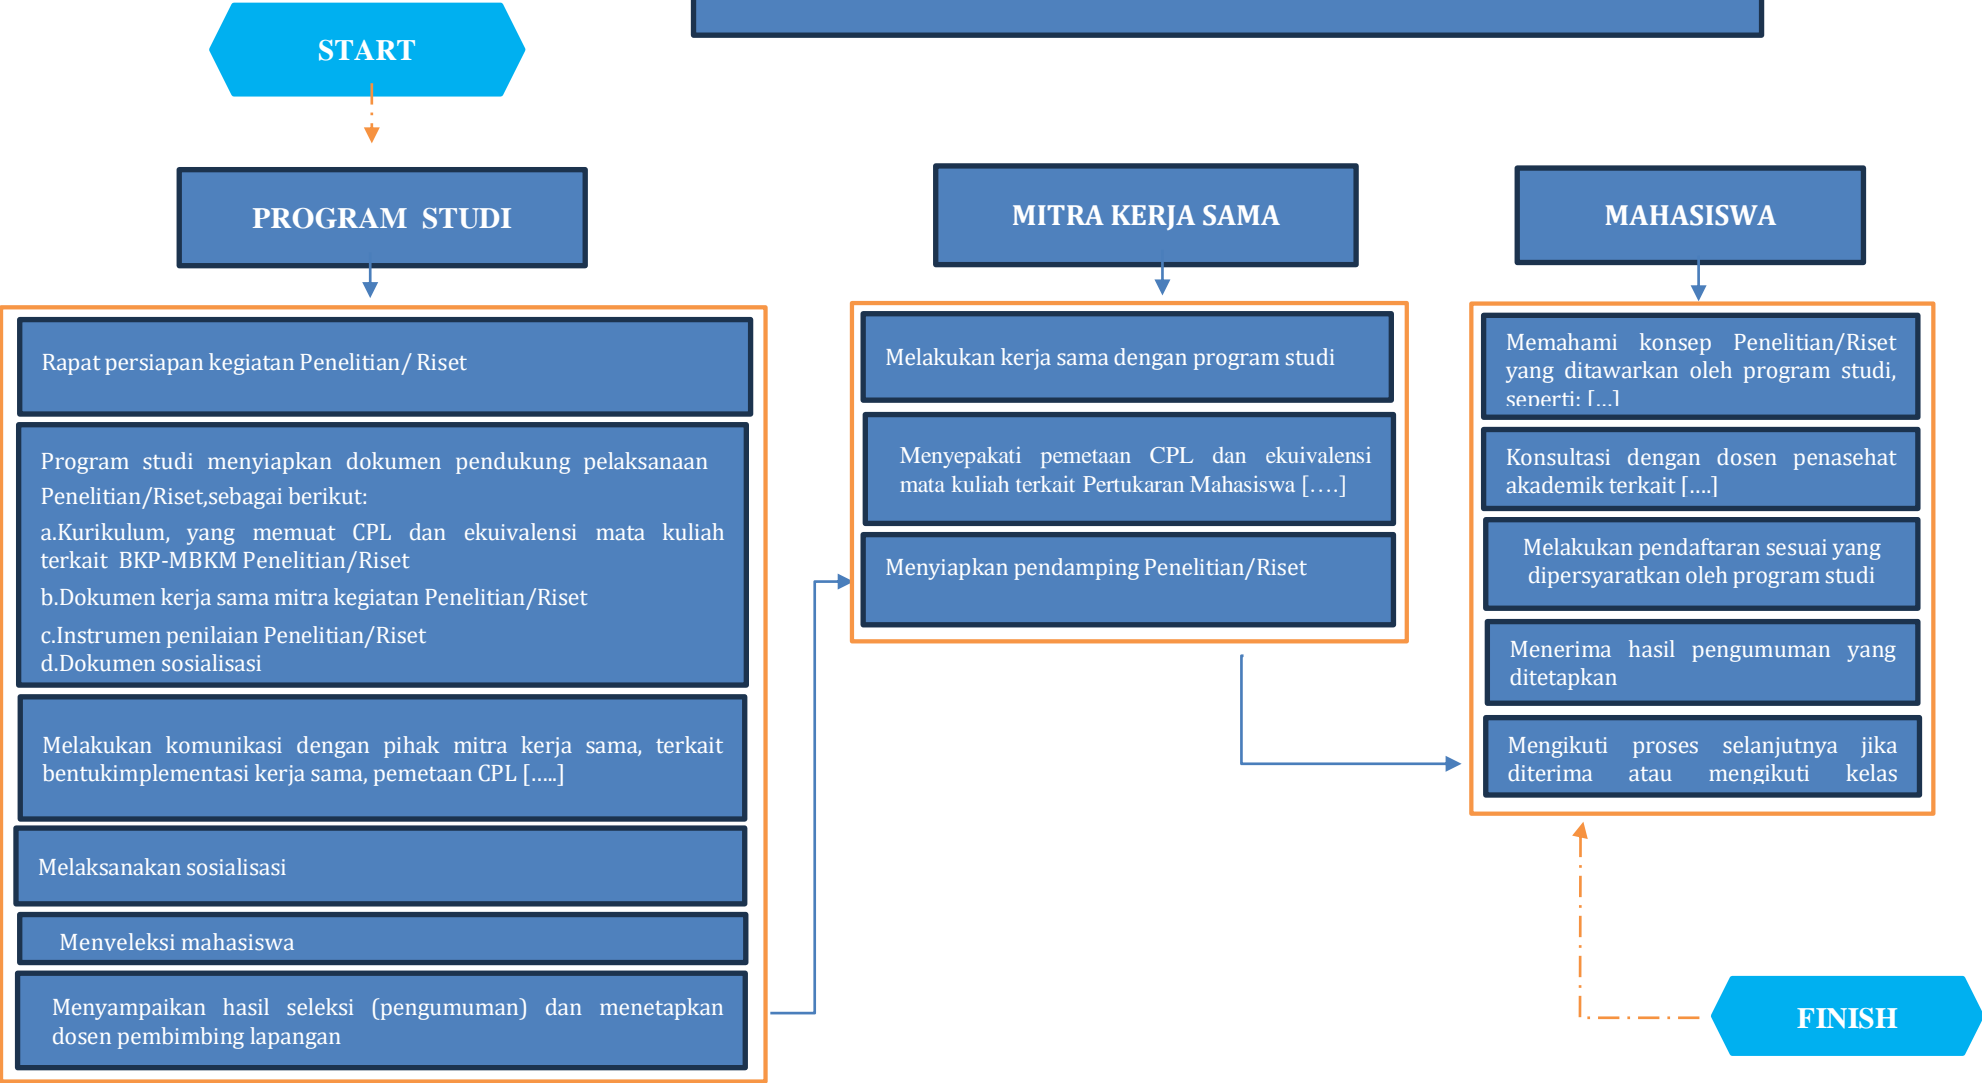 START
PROGRAM STUDI
Rapat persiapan kegiatan Penelitian/ Riset
Program studi menyiapkan dokumen pendukung pelaksanaan
Penelitian/Riset,sebagai berikut:
a.Kurikulum, yang memuat CPL dan ekuivalensi mata kuliah
terkait BKP-MBKM Penelitian/Riset
b.Dokumen kerja sama mitra kegiatan Penelitian/Riset
c.Instrumen penilaian Penelitian/Riset
d.Dokumen sosialisasi
Melakukan komunikasi dengan pihak mitra kerja sama, terkait
bentukimplementasi kerja sama, pemetaan CPL [.....]
Melaksanakan sosialisasi
Menyeleksi mahasiswa
Menyampaikan hasil seleksi (pengumuman) dan menetapkan
dosen pembimbing lapangan
MITRA KERJA SAMA
Melakukan kerja sama dengan program studi
Menyepakati pemetaan CPL dan ekuivalensi
mata kuliah terkait Pertukaran Mahasiswa [....]
Menyiapkan pendamping Penelitian/Riset
MAHASISWA
Memahami konsep Penelitian/Riset
yang ditawarkan oleh program studi,
seperti: [...]
Konsultasi dengan dosen penasehat
akademik terkait [....]
Melakukan pendaftaran sesuai yang
dipersyaratkan oleh program studi
Menerima hasil pengumuman yang
ditetapkan
Mengikuti proses selanjutnya jika
diterima atau mengikuti kelas
FINISH